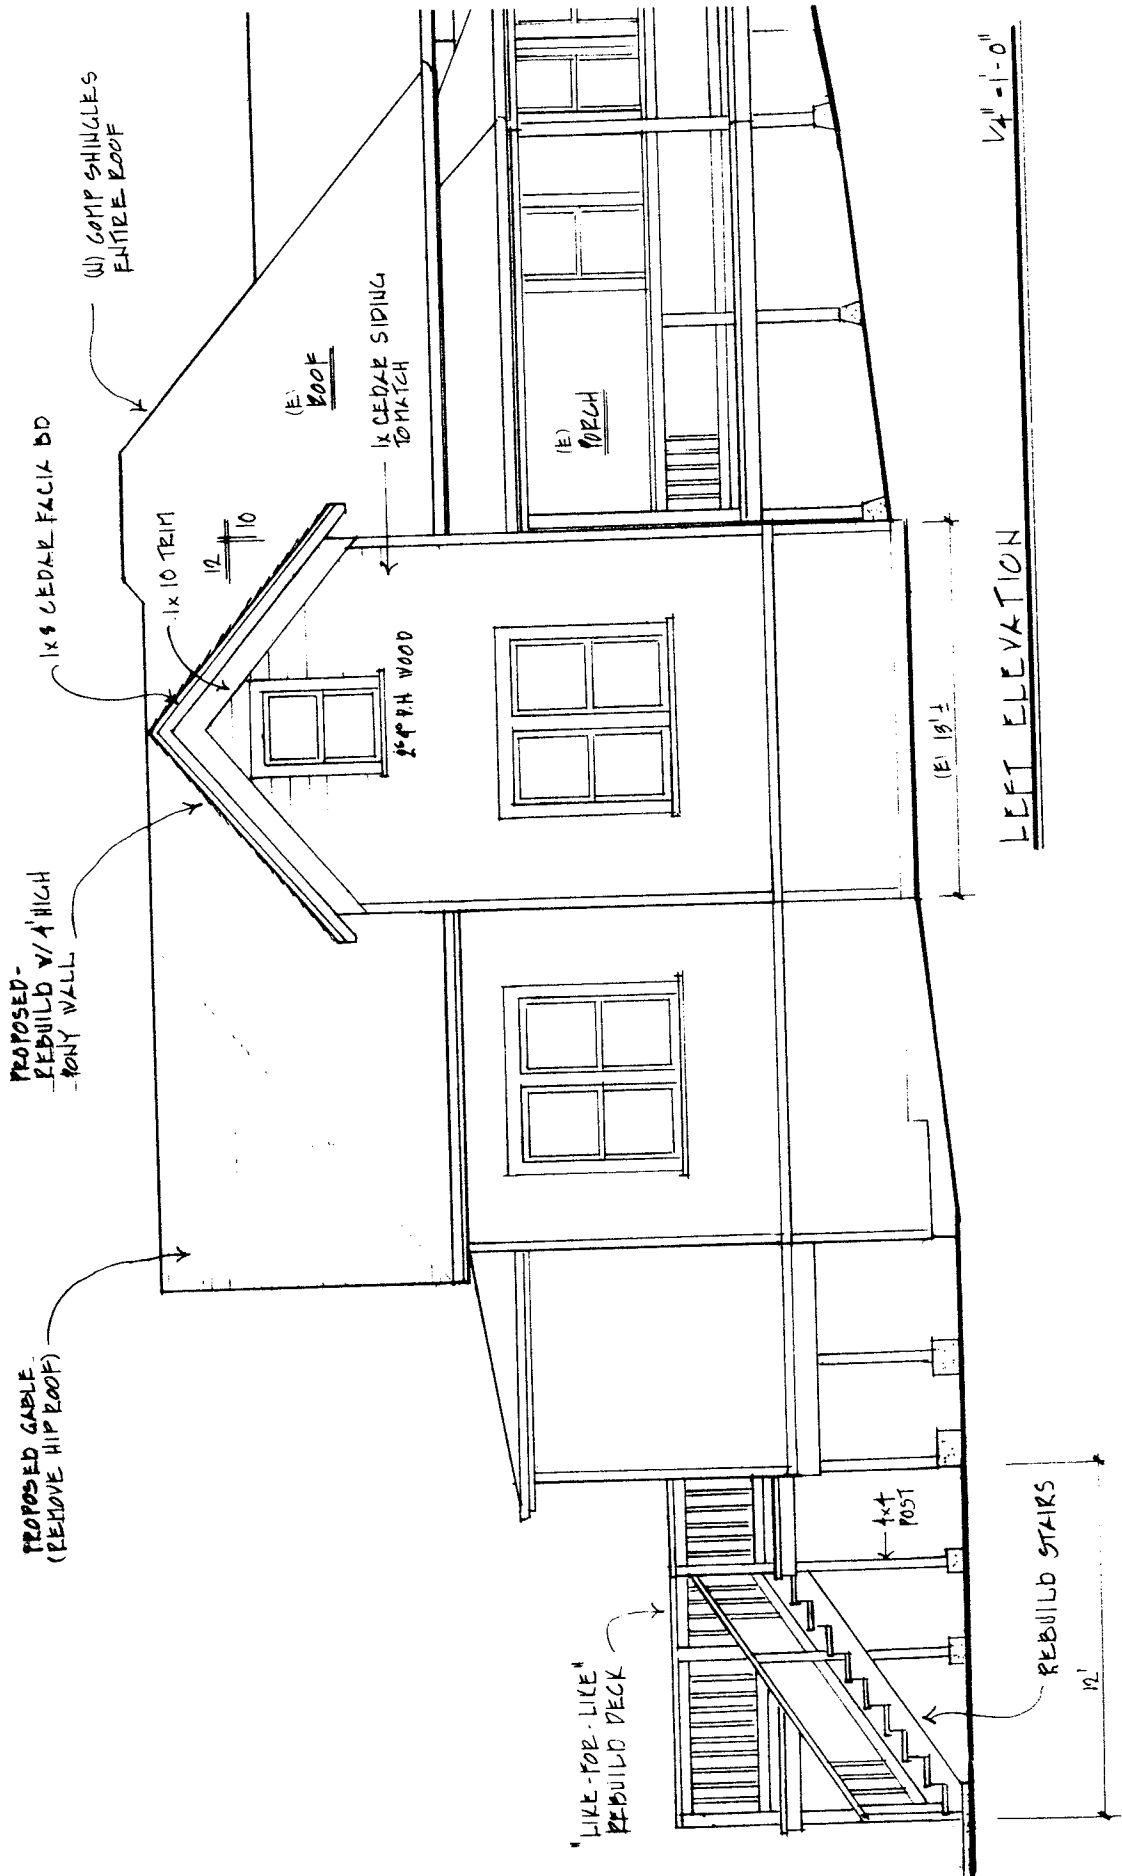 PROPOSED GABLE
(REMOVE HIP ROOF)
PROPOSED-
REBUILD W/ 4' HIGH
PONY WALL
1x8 CEDAR FACIA BD
1x10 TRIM
12
10
(N) COMP SHINGLES
ENTIRE ROOF
(E)
ROOF
1x CEDAR SIDING
TO MATCH
2⁶4⁰ D.H WOOD
(E)
PORCH
"LIKE-FOR-LIKE"
REBUILD DECK
4x4
POST
REBUILD STAIRS
12'
(E) 13'±
LEFT ELEVATION
1/4" = 1'-0"